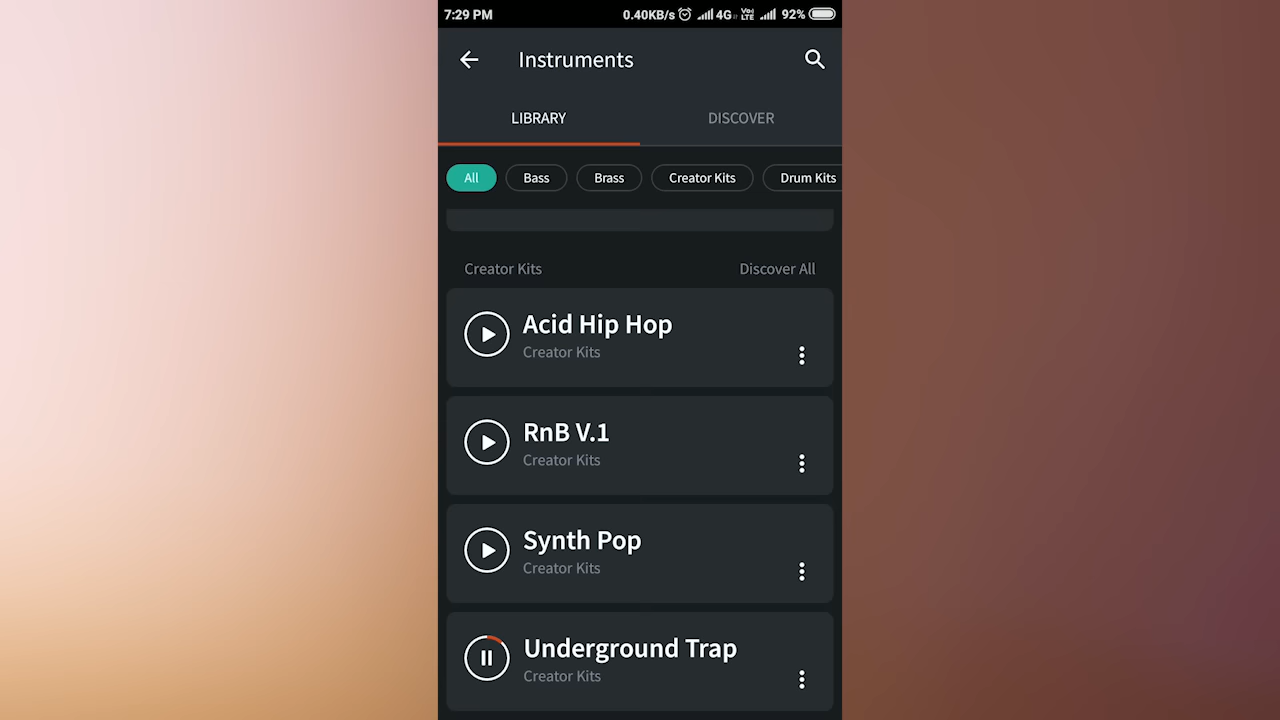 7:29 PM 0.40KB/s 4G Vo) LTE 92%
Instruments
LIBRARY DISCOVER
All Bass Brass Creator Kits Drum Kits
Creator Kits Discover All
Acid Hip Hop
Creator Kits
RnB V.1
Creator Kits
Synth Pop
Creator Kits
Underground Trap
Creator Kits